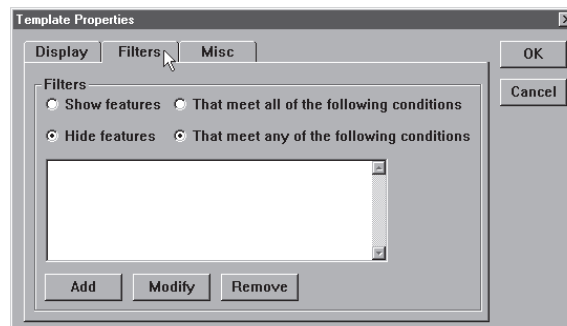 Template Properties
Display Filters Misc
OK
Cancel
Filters
Show features That meet all of the following conditions
Hide features That meet any of the following conditions
Add Modify Remove